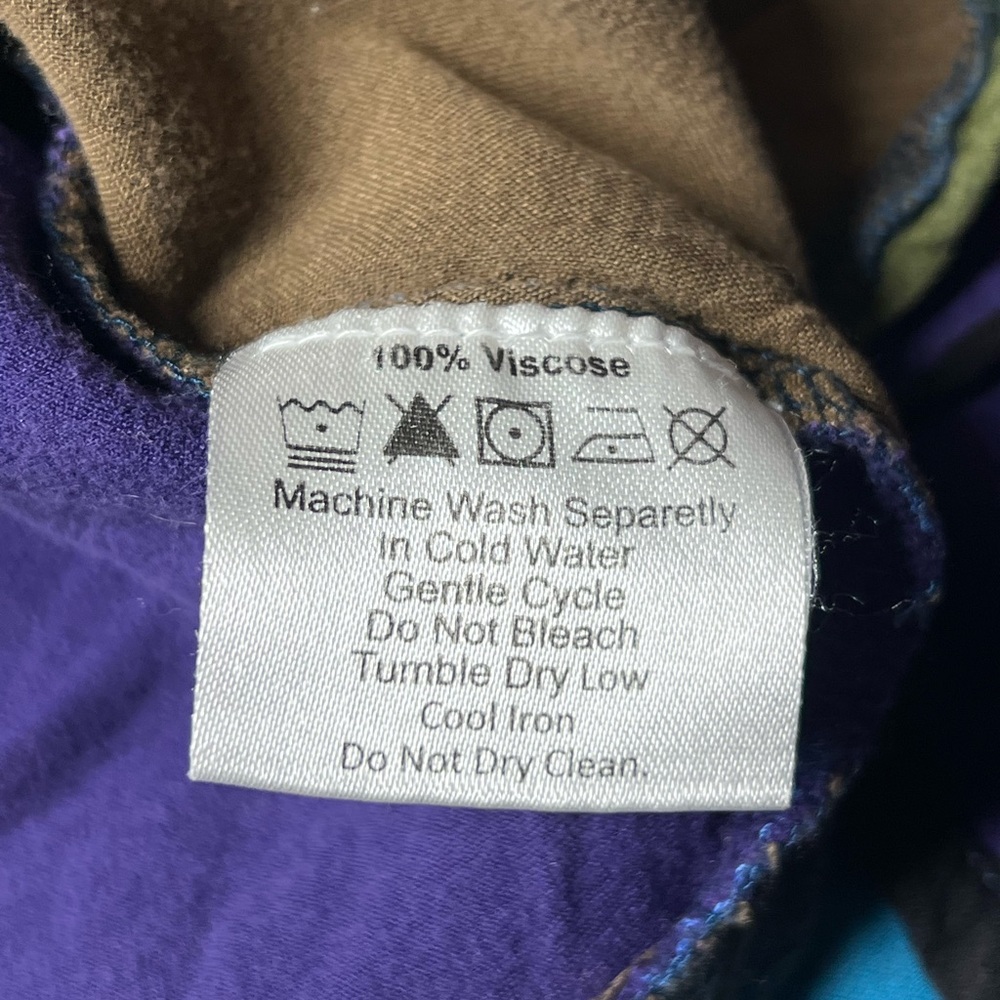 100% Viscose
Machine Wash Separetly
In Cold Water
Gentle Cycle
Do Not Bleach
Tumble Dry Low
Cool Iron
Do Not Dry Clean.